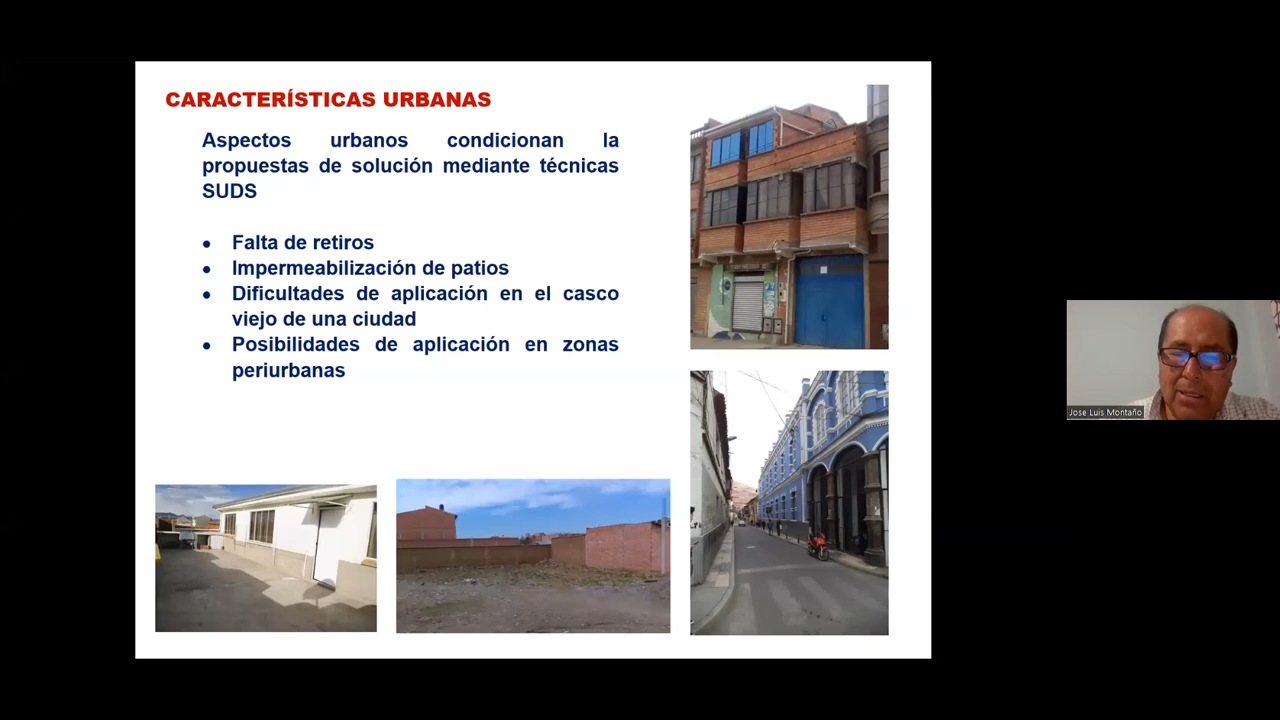 CARACTERÍSTICAS URBANAS
Aspectos urbanos condicionan la
propuestas de solución mediante técnicas
SUDS
• Falta de retiros
• Impermeabilización de patios
• Dificultades de aplicación en el casco
viejo de una ciudad
• Posibilidades de aplicación en zonas
periurbanas
Jose Luis Montaño